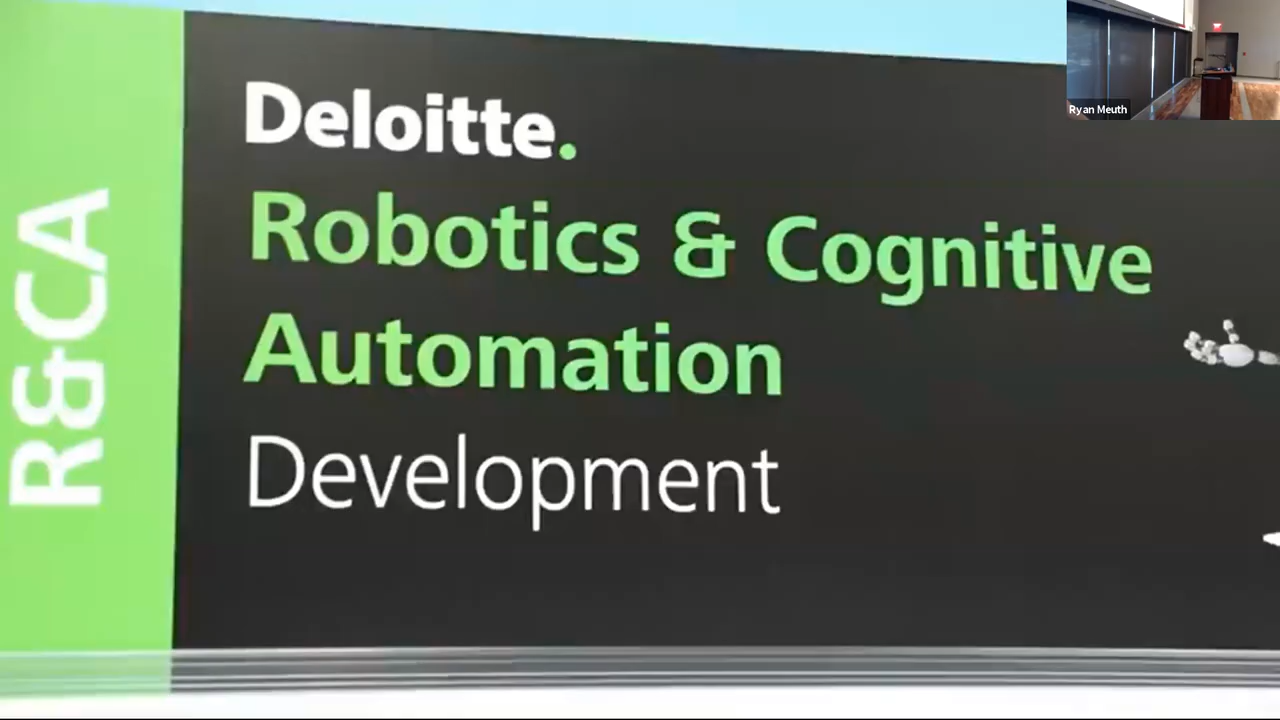 Deloitte.
Robotics & Cognitive
Automation
Development
R&CA
Ryan Meuth